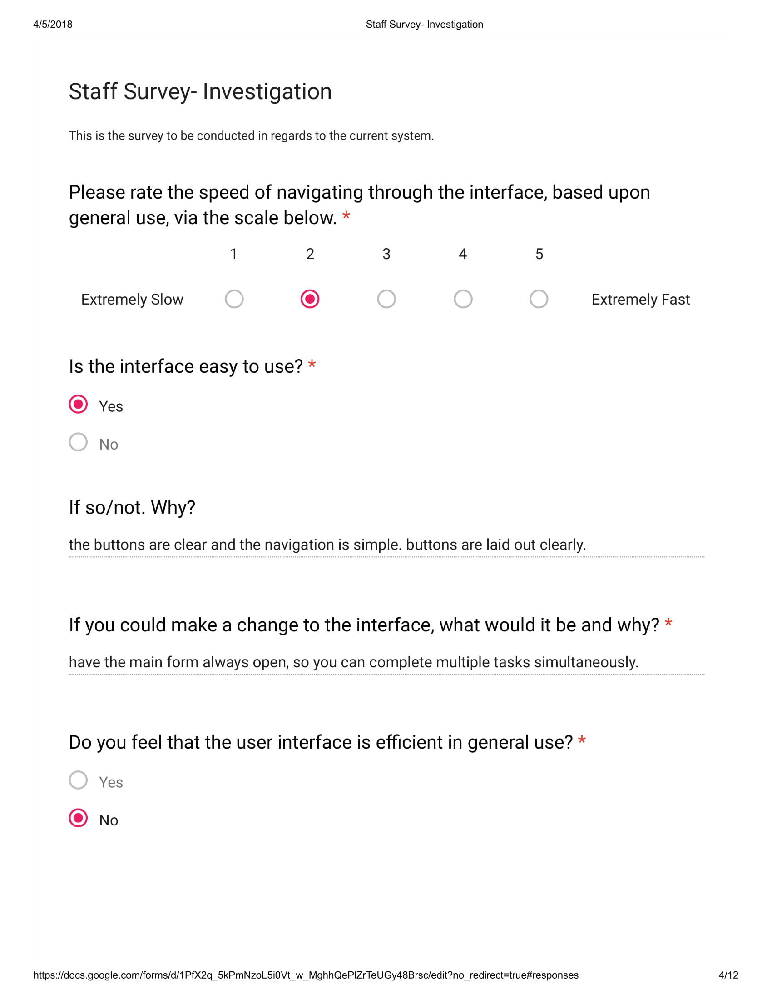 4/5/2018 Staff Survey- Investigation
Staff Survey- Investigation
This is the survey to be conducted in regards to the current system.
Please rate the speed of navigating through the interface, based upon
general use, via the scale below. *
1 2 3 4 5
Extremely Slow Extremely Fast
Is the interface easy to use? *
Yes
No
If so/not. Why?
the buttons are clear and the navigation is simple. buttons are laid out clearly.
If you could make a change to the interface, what would it be and why? *
have the main form always open, so you can complete multiple tasks simultaneously.
Do you feel that the user interface is efficient in general use? *
Yes
No
https://docs.google.com/forms/d/1PfX2q_5kPmNzoL5i0Vt_w_MghhQePlZrTeUGy48Brsc/edit?no_redirect=true#responses 4/12